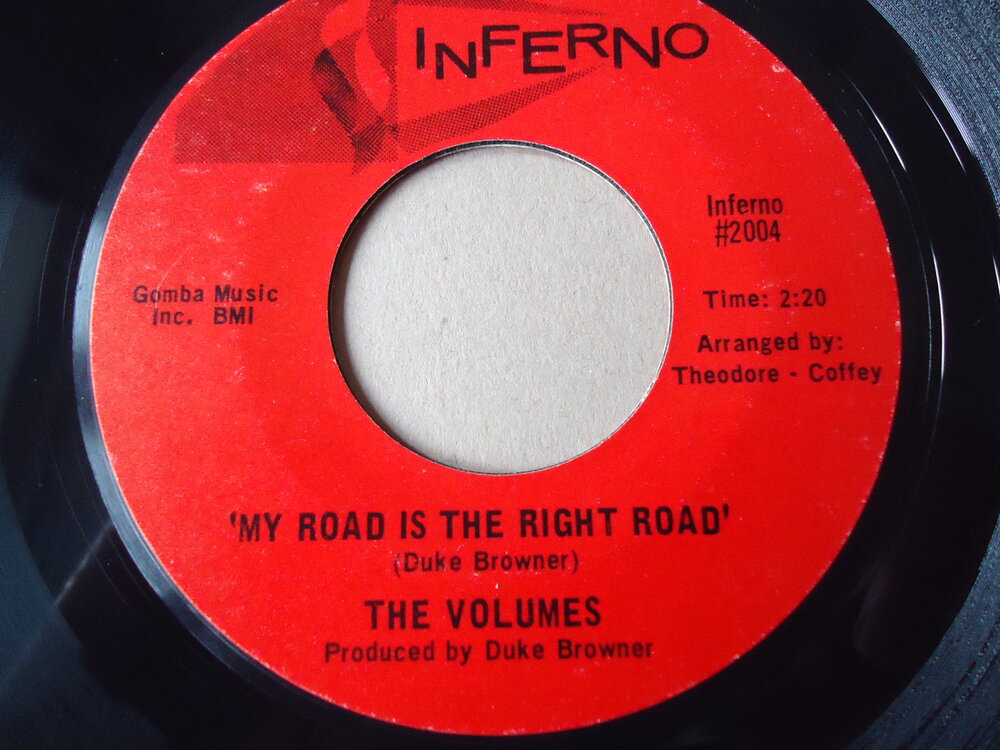 INFERNO
Inferno
#2004
Gomba Music
Inc. BMI
Time: 2:20
Arranged by:
Theodore - Coffey
'MY ROAD IS THE RIGHT ROAD'
(Duke Browner)
THE VOLUMES
Produced by Duke Browner